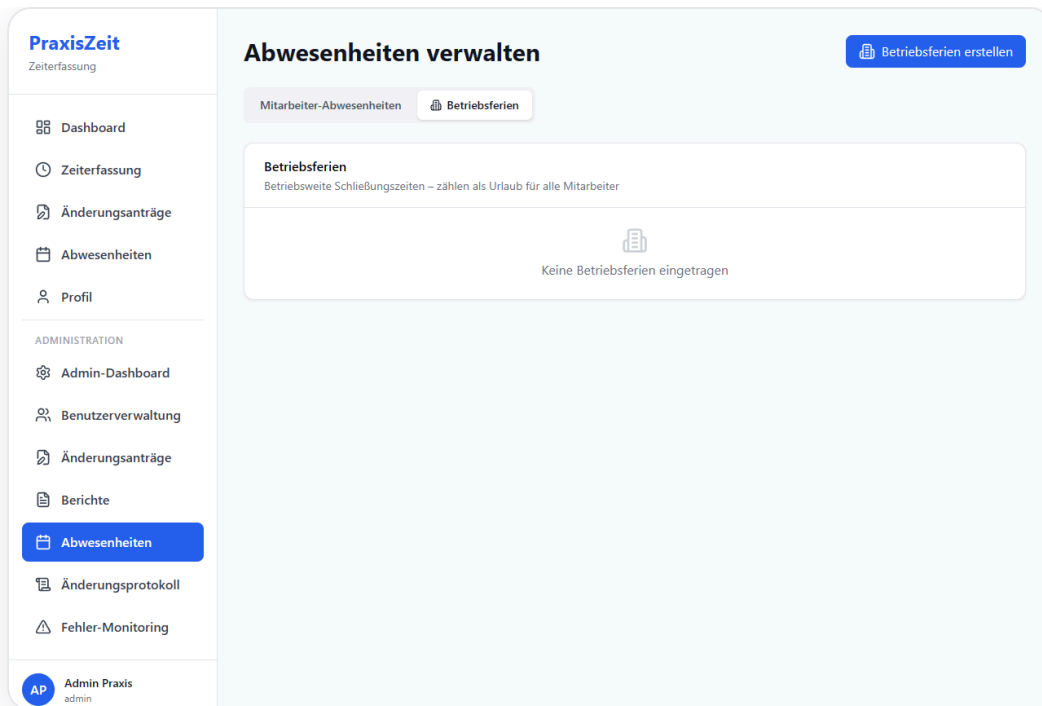 PraxisZeit
Zeiterfassung
Dashboard
Zeiterfassung
Änderungsanträge
Abwesenheiten
Profil
ADMINISTRATION
Admin-Dashboard
Benutzerverwaltung
Änderungsanträge
Berichte
Abwesenheiten
Änderungsprotokoll
Fehler-Monitoring
AP
Admin Praxis
admin
Abwesenheiten verwalten
Betriebsferien erstellen
Mitarbeiter-Abwesenheiten
Betriebsferien
Betriebsferien
Betriebsweite Schließungszeiten – zählen als Urlaub für alle Mitarbeiter
Keine Betriebsferien eingetragen